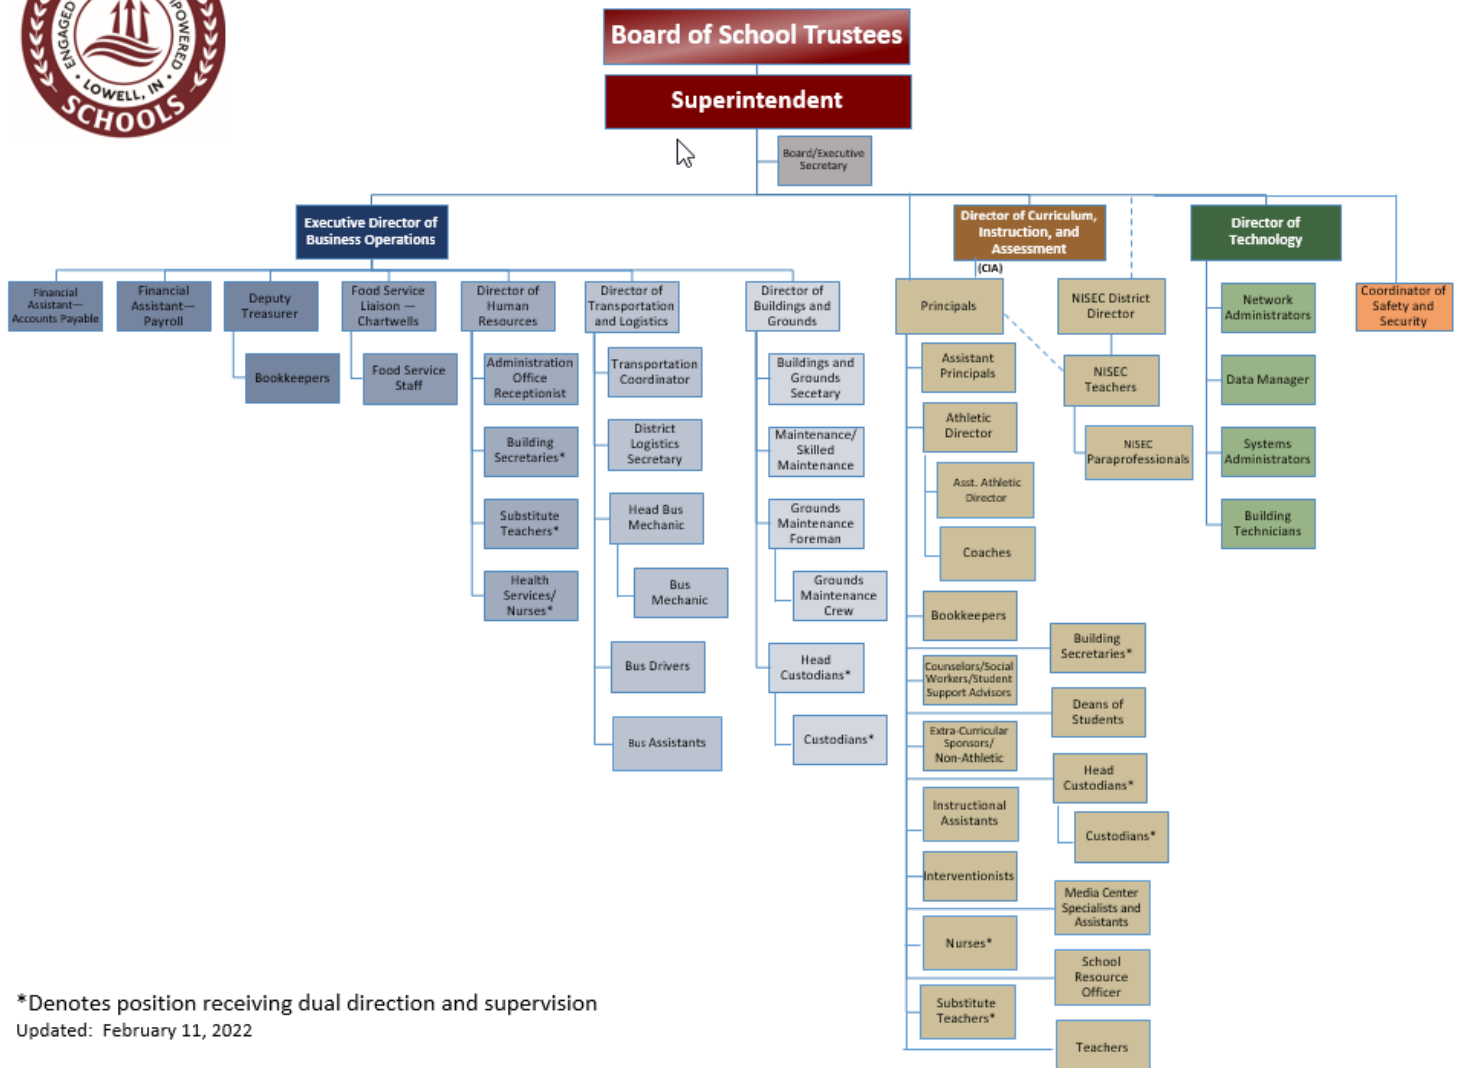 ENGAGED
POWERED
LOWELL, IN
SCHOOLS
Board of School Trustees
Superintendent
Board/Executive
Secretary
Executive Director of
Business Operations
Director of Curriculum,
Instruction, and
Assessment
(CIA)
Director of
Technology
Financial
Assistant—
Accounts Payable
Financial
Assistant—
Payroll
Deputy
Treasurer
Food Service
Liaison —
Chartwells
Director of
Human
Resources
Director of
Transportation
and Logistics
Director of
Buildings and
Grounds
Principals
NISEC District
Director
Network
Administrators
Coordinator of
Safety and
Security
Bookkeepers
Food Service
Staff
Administration
Office
Receptionist
Building
Secretaries*
Substitute
Teachers*
Health
Services/
Nurses*
Transportation
Coordinator
District
Logistics
Secretary
Head Bus
Mechanic
Bus
Mechanic
Bus Drivers
Bus Assistants
Buildings and
Grounds
Secetary
Maintenance/
Skilled
Maintenance
Grounds
Maintenance
Foreman
Grounds
Maintenance
Crew
Head
Custodians*
Custodians*
Assistant
Principals
Athletic
Director
Asst. Athletic
Director
Coaches
Bookkeepers
Building
Secretaries*
Counselors/Social
Workers/Student
Support Advisors
Deans of
Students
Extra-Curricular
Sponsors/
Non-Athletic
Head
Custodians*
Custodians*
Instructional
Assistants
Interventionists
Media Center
Specialists and
Assistants
Nurses*
School
Resource
Officer
Substitute
Teachers*
Teachers
NISEC
Teachers
NISEC
Paraprofessionals
Data Manager
Systems
Administrators
Building
Technicians
*Denotes position receiving dual direction and supervision
Updated: February 11, 2022